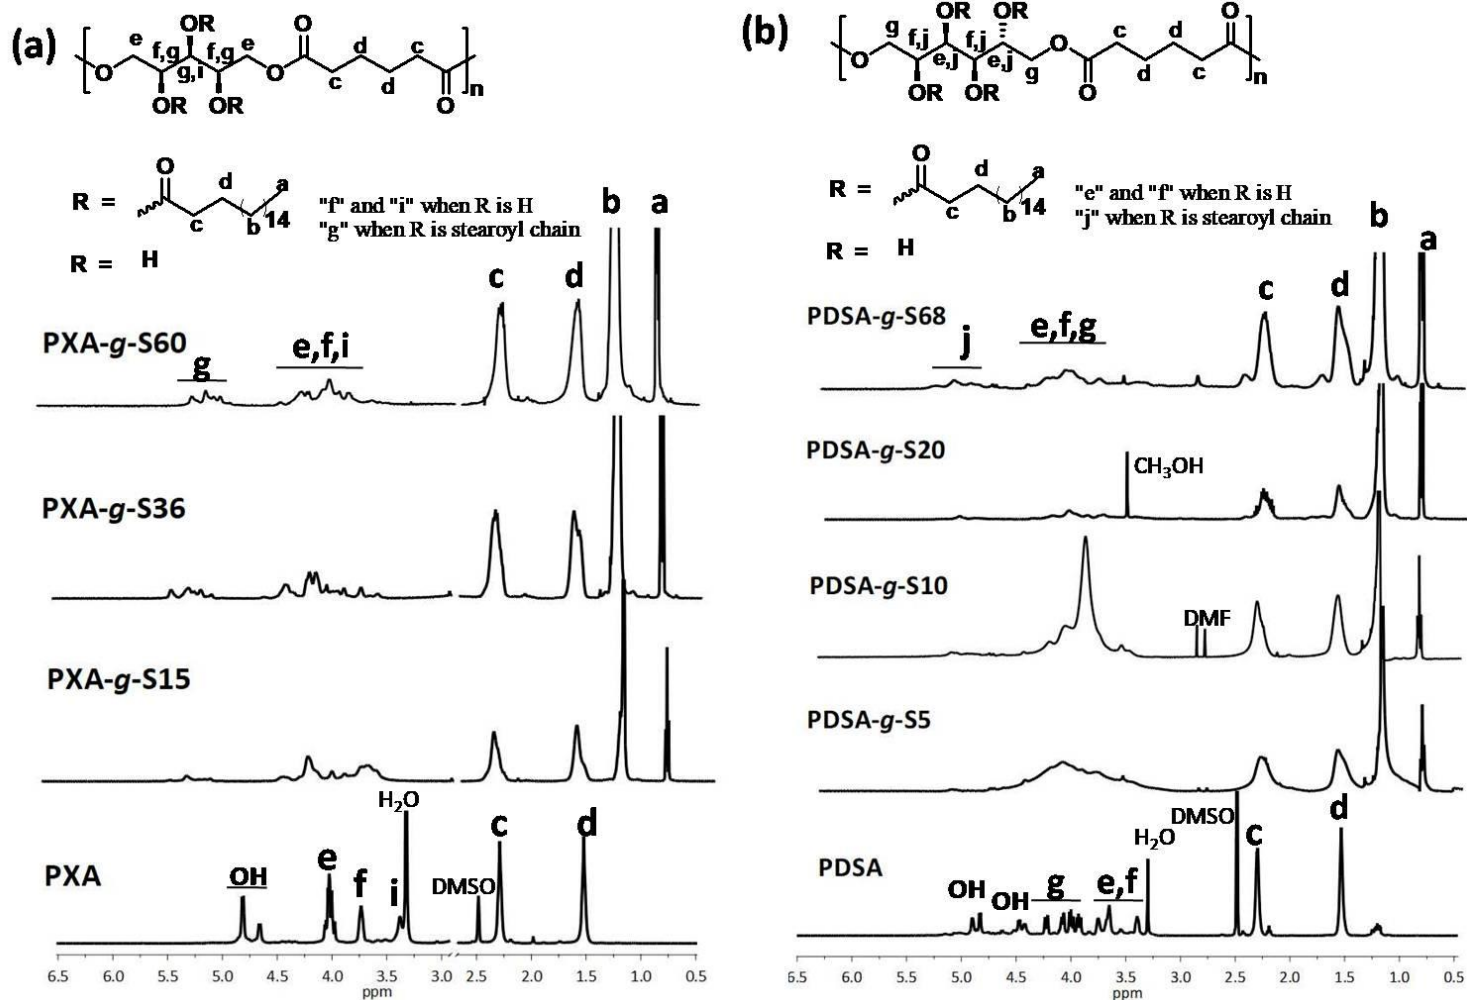 (a)
OR
O
e
f,g
f,g
e
d
c
g,i
O
O
c
d
n
OR
OR
O
O
d
a
R =
c
b
14
"f" and "i" when R is H
"g" when R is stearoyl chain
R = H
b
a
c
d
PXA-g-S60
g
e,f,i
PXA-g-S36
PXA-g-S15
H₂O
PXA
OH
e
f
i
DMSO
c
d
6.5 6.0 5.5 5.0 4.5 4.0 3.5 3.0 2.5 2.0 1.5 1.0 0.5
ppm
(b)
OR
OR
O
g
f,j
f,j
c
d
O
e,j
e,j
O
g
d
c
n
OR
OR
O
O
d
a
R =
c
b
14
"e" and "f" when R is H
"j" when R is stearoyl chain
R = H
b
a
c
d
PDSA-g-S68
j
e,f,g
PDSA-g-S20
CH₃OH
PDSA-g-S10
DMF
PDSA-g-S5
DMSO
H₂O
c
d
PDSA
OH
OH
g
e,f
6.5 6.0 5.5 5.0 4.5 4.0 3.5 3.0 2.5 2.0 1.5 1.0 0.5
ppm